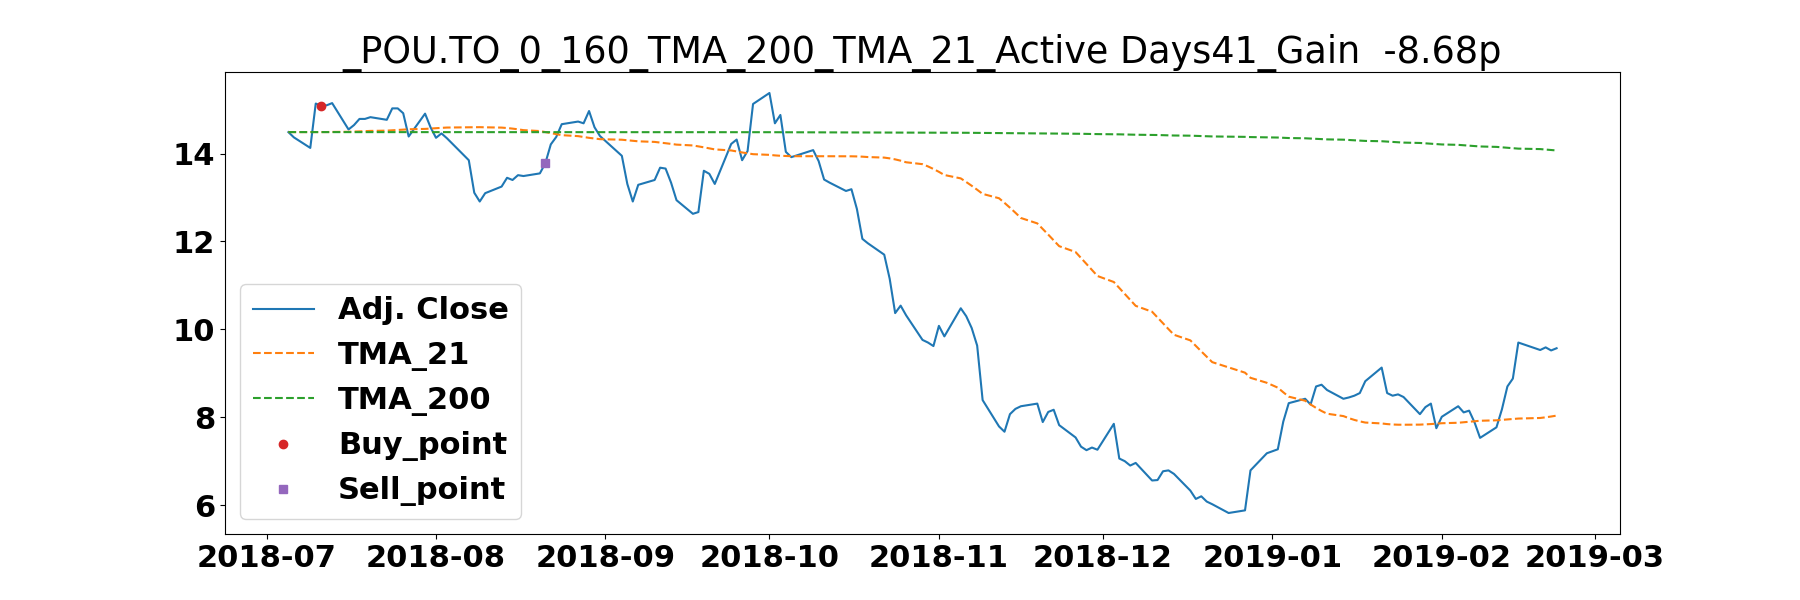 _POU.TO_0_160_TMA_200_TMA_21_Active Days41_Gain  -8.68p
14
12
10
8
6
Adj. Close
TMA_21
TMA_200
Buy_point
Sell_point
2018-07 2018-08 2018-09 2018-10 2018-11 2018-12 2019-01 2019-02 2019-03